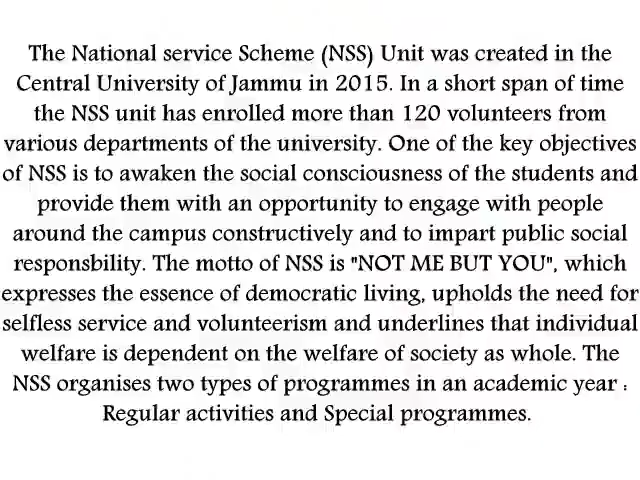 The National service Scheme (NSS) Unit was created in the
Central University of Jammu in 2015. In a short span of time
the NSS unit has enrolled more than 120 volunteers from
various departments of the university. One of the key objectives
of NSS is to awaken the social consciousness of the students and
provide them with an opportunity to engage with people
around the campus constructively and to impart public social
responsbility. The motto of NSS is "NOT ME BUT YOU", which
expresses the essence of democratic living, upholds the need for
selfless service and volunteerism and underlines that individual
welfare is dependent on the welfare of society as whole. The
NSS organises two types of programmes in an academic year :
Regular activities and Special programmes.